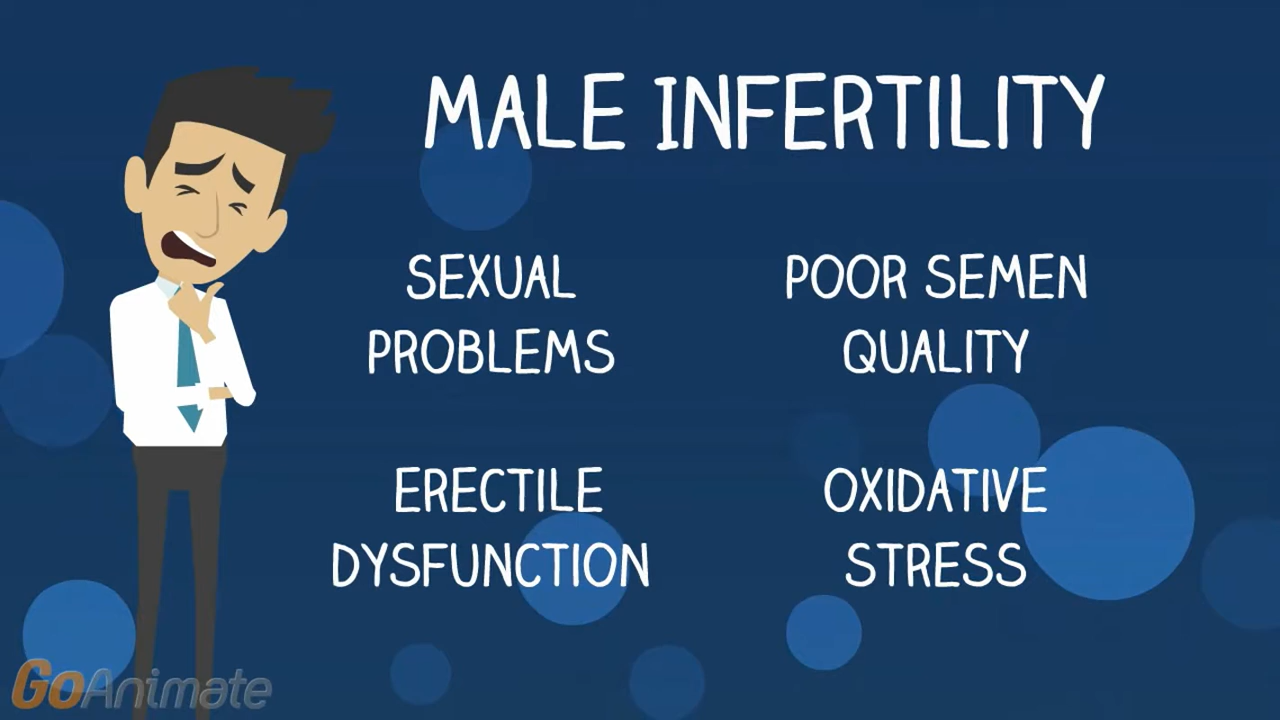 MALE INFERTILITY
SEXUAL
PROBLEMS
POOR SEMEN
QUALITY
ERECTILE
DYSFUNCTION
OXIDATIVE
STRESS
GoAnimate